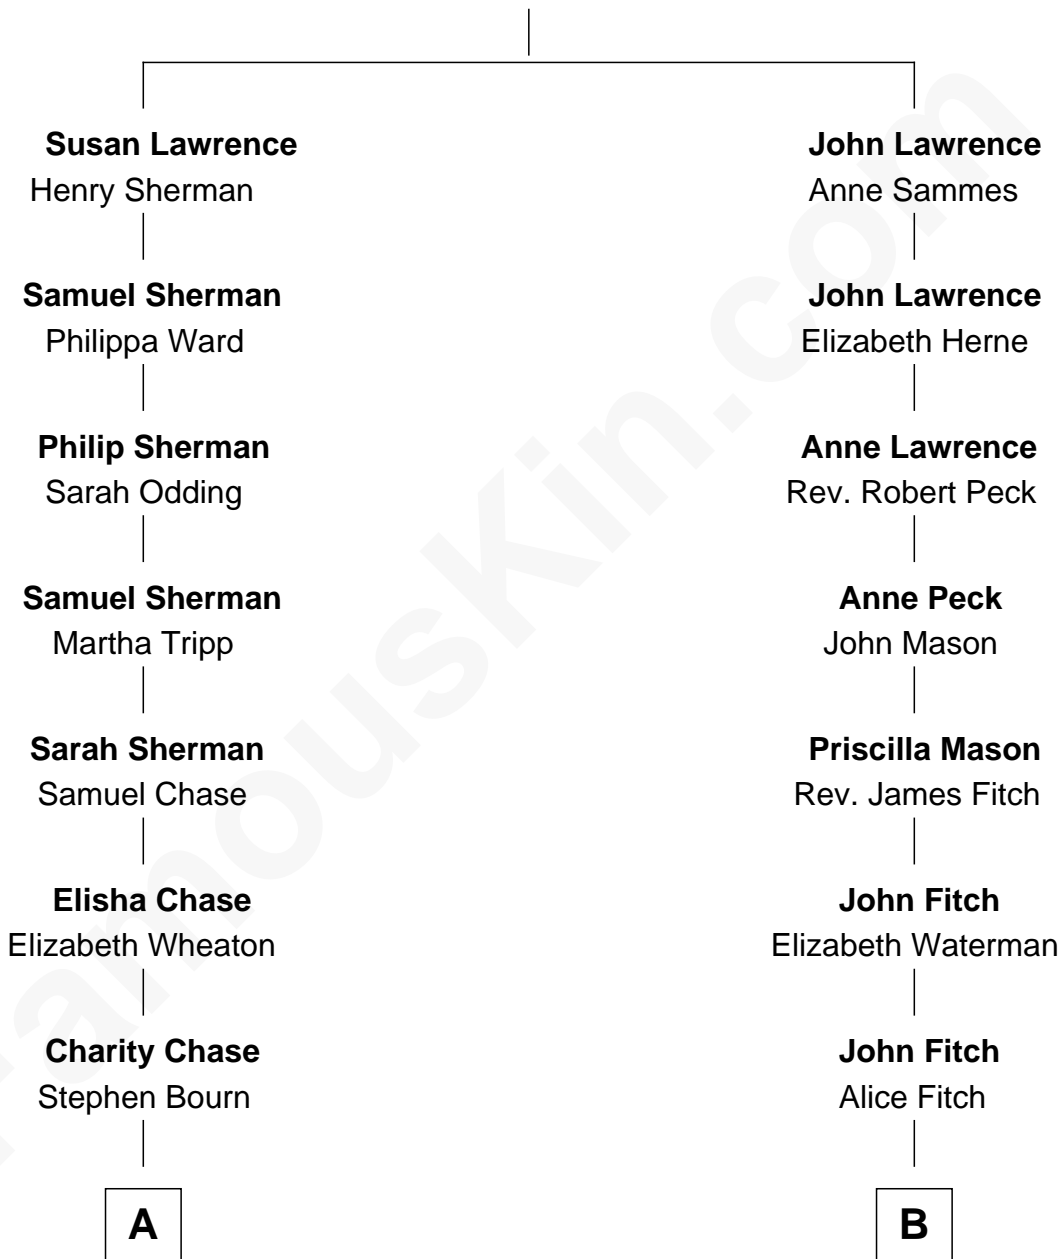 Susan Lawrence
Henry Sherman
Samuel Sherman
Philippa Ward
Philip Sherman
Sarah Odding
Samuel Sherman
Martha Tripp
Sarah Sherman
Samuel Chase
Elisha Chase
Elizabeth Wheaton
Charity Chase
Stephen Bourn
A
John Lawrence
Anne Sammes
John Lawrence
Elizabeth Herne
Anne Lawrence
Rev. Robert Peck
Anne Peck
John Mason
Priscilla Mason
Rev. James Fitch
John Fitch
Elizabeth Waterman
John Fitch
Alice Fitch
B
FamousKin.com